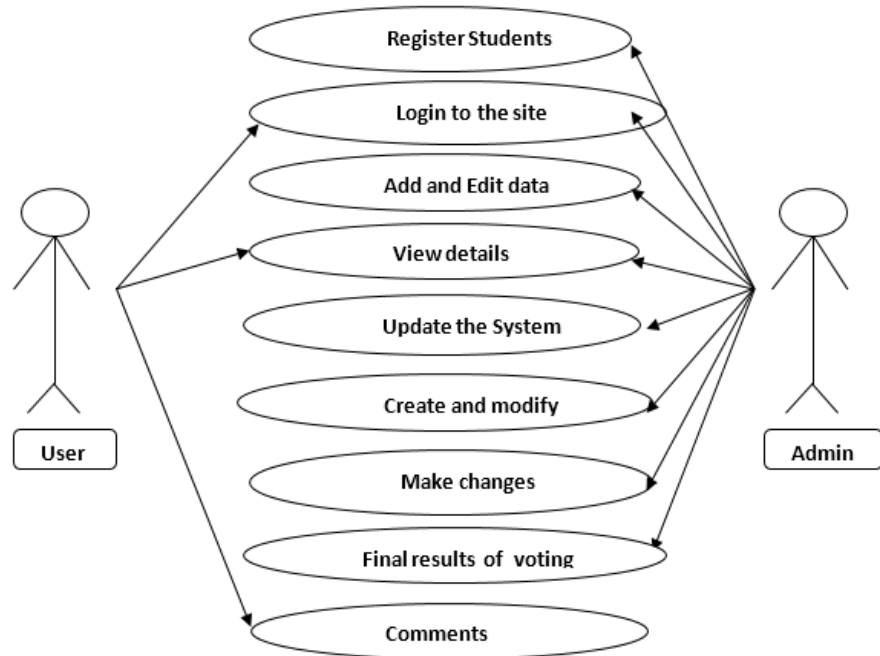 Register Students
Login to the site
Add and Edit data
View details
Update the System
Create and modify
User
Admin
Make changes
Final results of voting
Comments